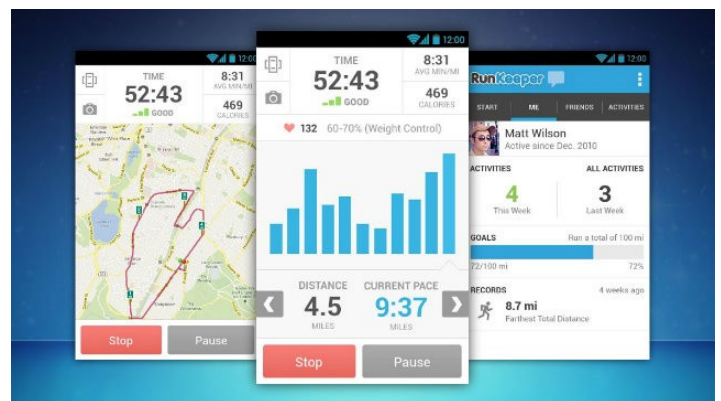 12:00
TIME
52:43
GOOD
8:31
AVG MIN/MI
469
CALORIES
Stop
Pause
12:00
TIME
52:43
GOOD
8:31
AVG MIN/MI
469
CALORIES
132 60-70% (Weight Control)
DISTANCE
4.5
MILES
CURRENT PACE
9:37
MILES
Stop
Pause
12:00
RunKeeper
START ME FRIENDS ACTIVITIES
Matt Wilson
Active since Dec. 2010
ACTIVITIES ALL ACTIVITIES
4 3
This Week Last Week
GOALS Run a total of 100 mi
72/100 mi 72%
RECORDS 4 weeks ago
8.7 mi
Farthest Total Distance